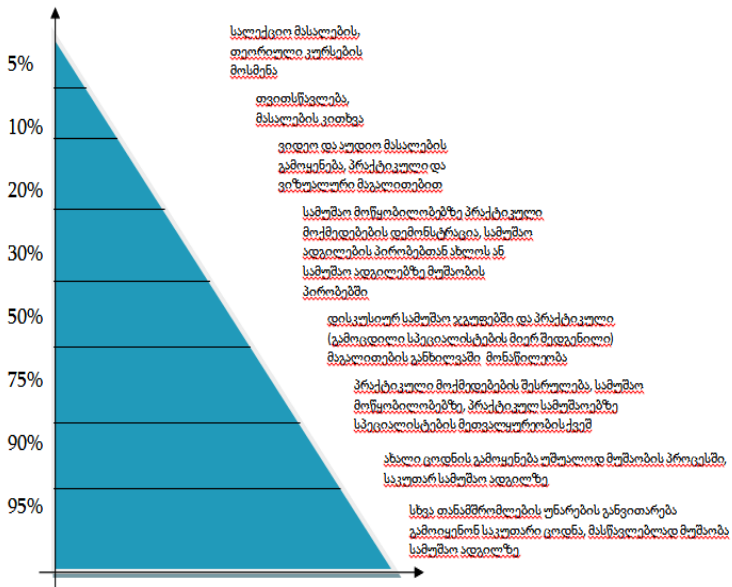 5%
სალექციო მასალების,
თეორიული კურსების
მოსმენა
10%
თვითსწავლება,
მასალების კითხვა
20%
ვიდეო და აუდიო მასალების
გამოყენება, პრაქტიკული და
ვიზუალური მაგალითებით
30%
სამუშაო მოწყობილობებზე პრაქტიკული
მოქმედებების დემონსტრაცია, სამუშაო
ადგილების პირობებთან ახლოს ან
სამუშაო ადგილებზე მუშაობის
პირობებში
50%
დისკუსიურ სამუშაო ჯგუფებში და პრაქტიკული
(გამოცდილი სპეციალისტების მიერ შედგენილი)
მაგალითების განხილვაში მონაწილეობა
75%
პრაქტიკული მოქმედებების შესრულება, სამუშაო
მოწყობილობებზე, პრაქტიკულ სამუშაოებზე
სპეციალისტების მეთვალყურეობის ქვეშ
90%
ახალი ცოდნის გამოყენება უშუალოდ მუშაობის პროცესში,
საკუთარ სამუშაო ადგილზე
95%
სხვა თანამშრომლების უნარების განვითარება
გამოიყენონ საკუთარი ცოდნა, მასწავლებლად მუშაობა
სამუშაო ადგილზე